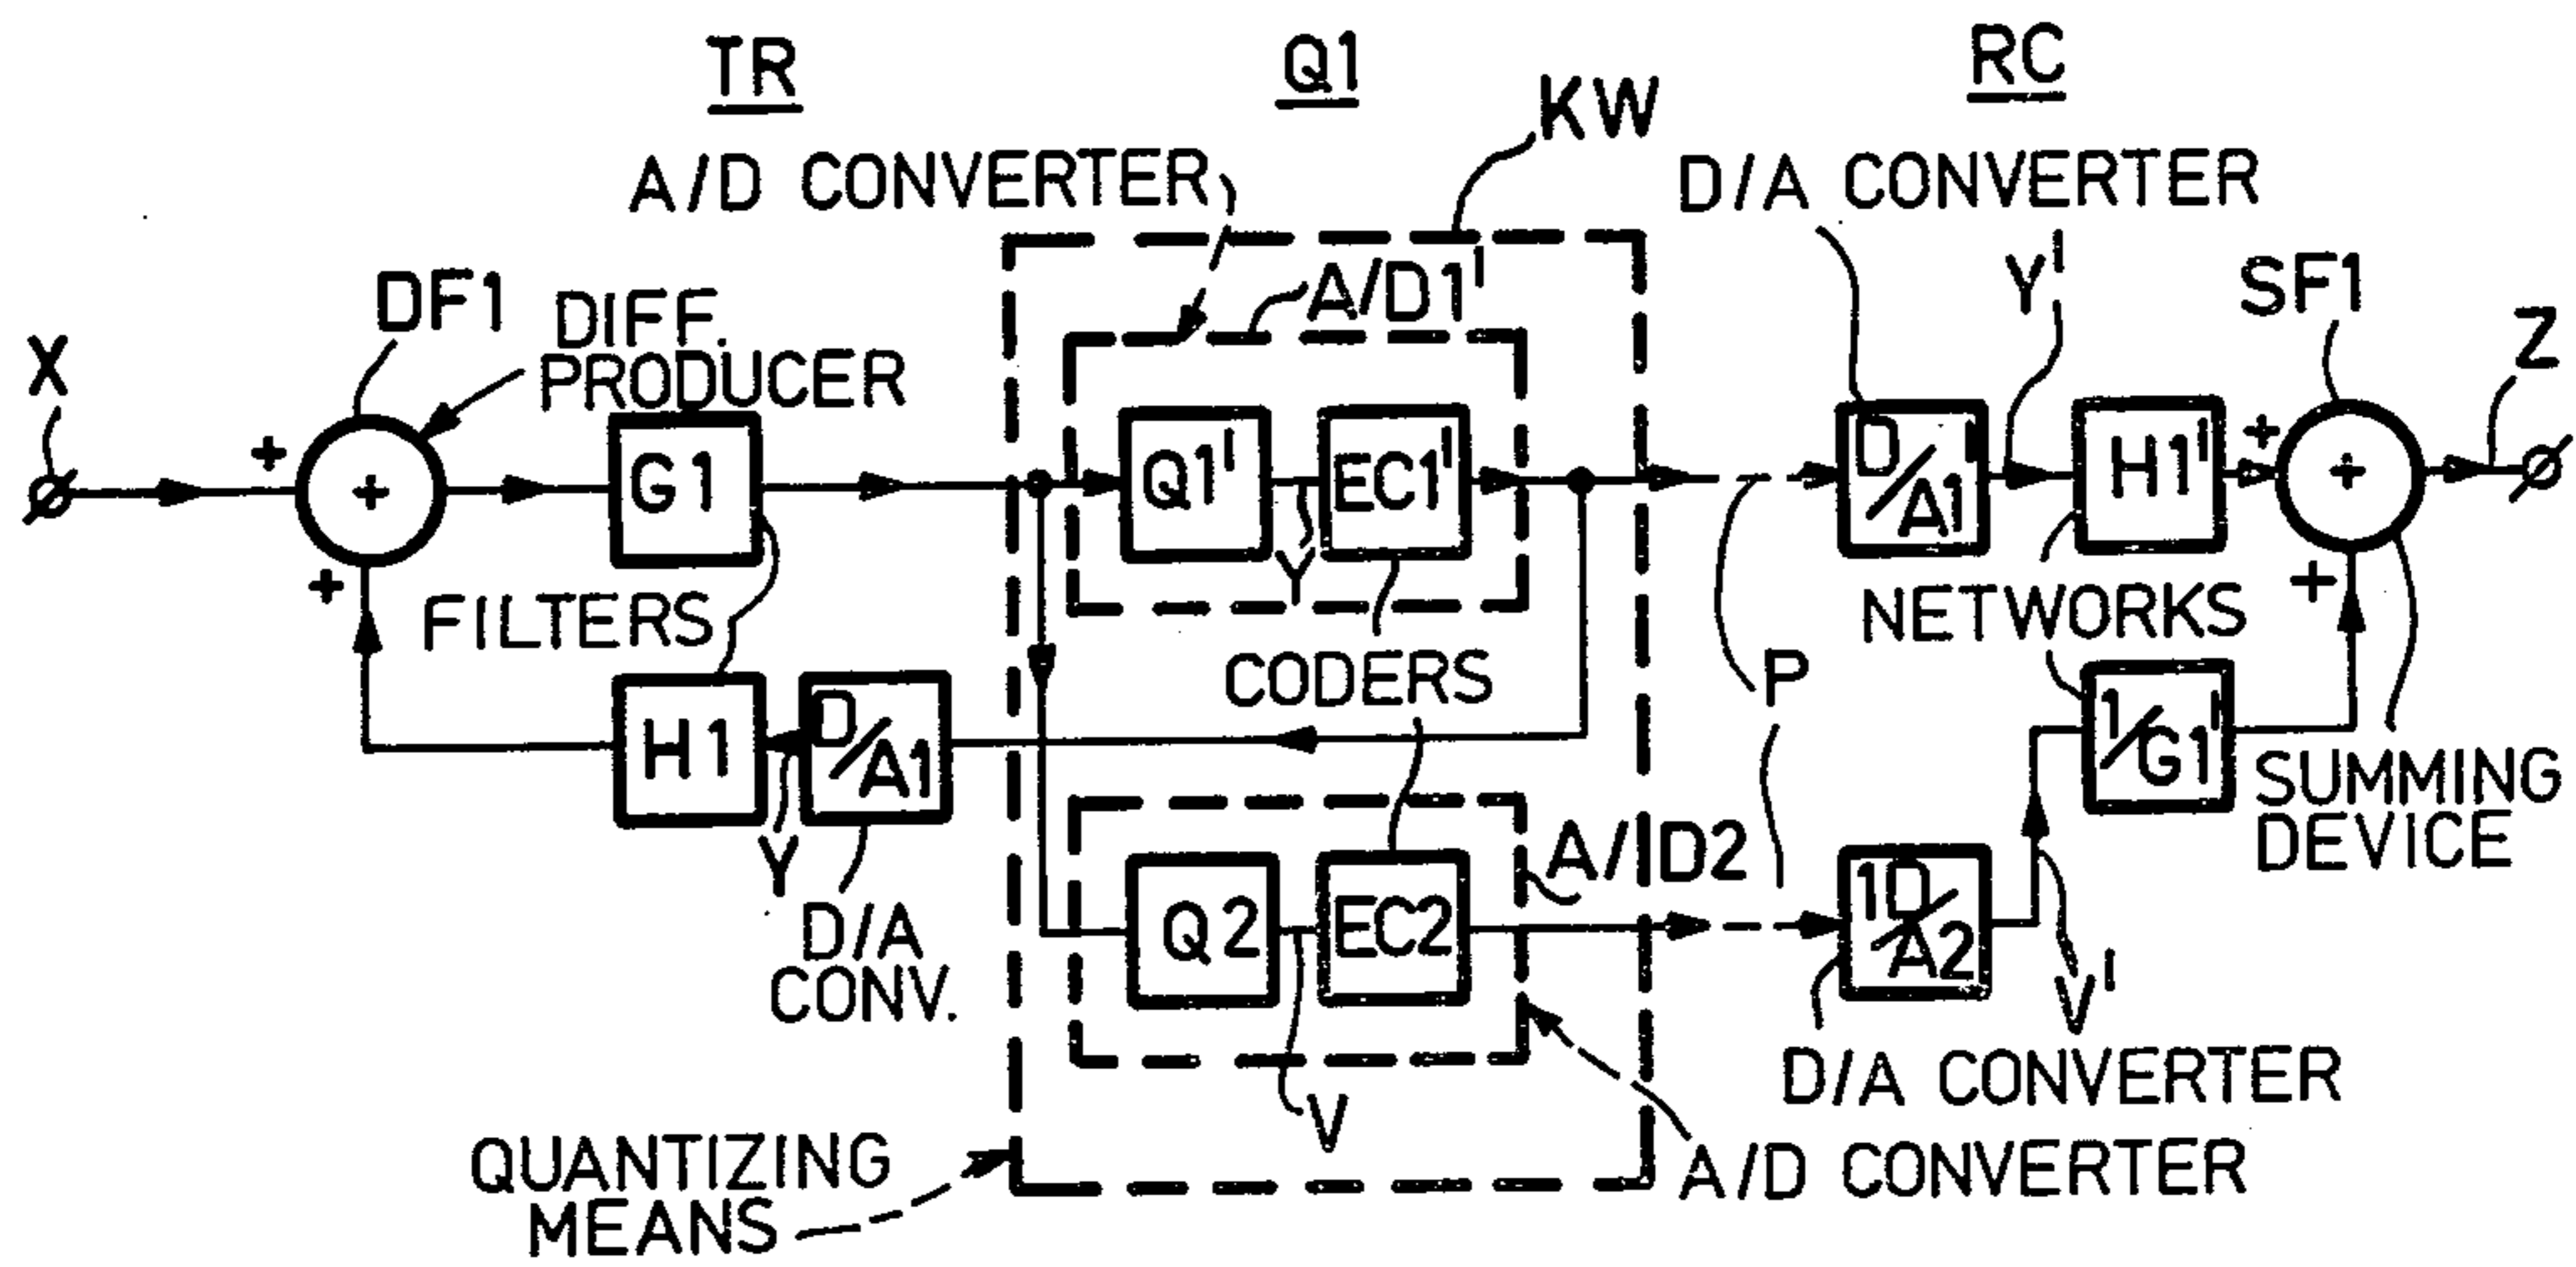 TR
Q1
RC
KW
A/D CONVERTER
D/A CONVERTER
DF1
DIFF.
PRODUCER
A/D1'
Y'
SF1
X
Z
+
+
G1
Q1'
EC1'
D/A1'
H1'
+
+
Y
+
FILTERS
NETWORKS
+
CODERS
P
H1
D/A1
1/G1'
Y
SUMMING
DEVICE
A/D2
D/A
CONV.
Q2
EC2
1D/A2
V'
V
D/A CONVERTER
QUANTIZING
MEANS
A/D CONVERTER